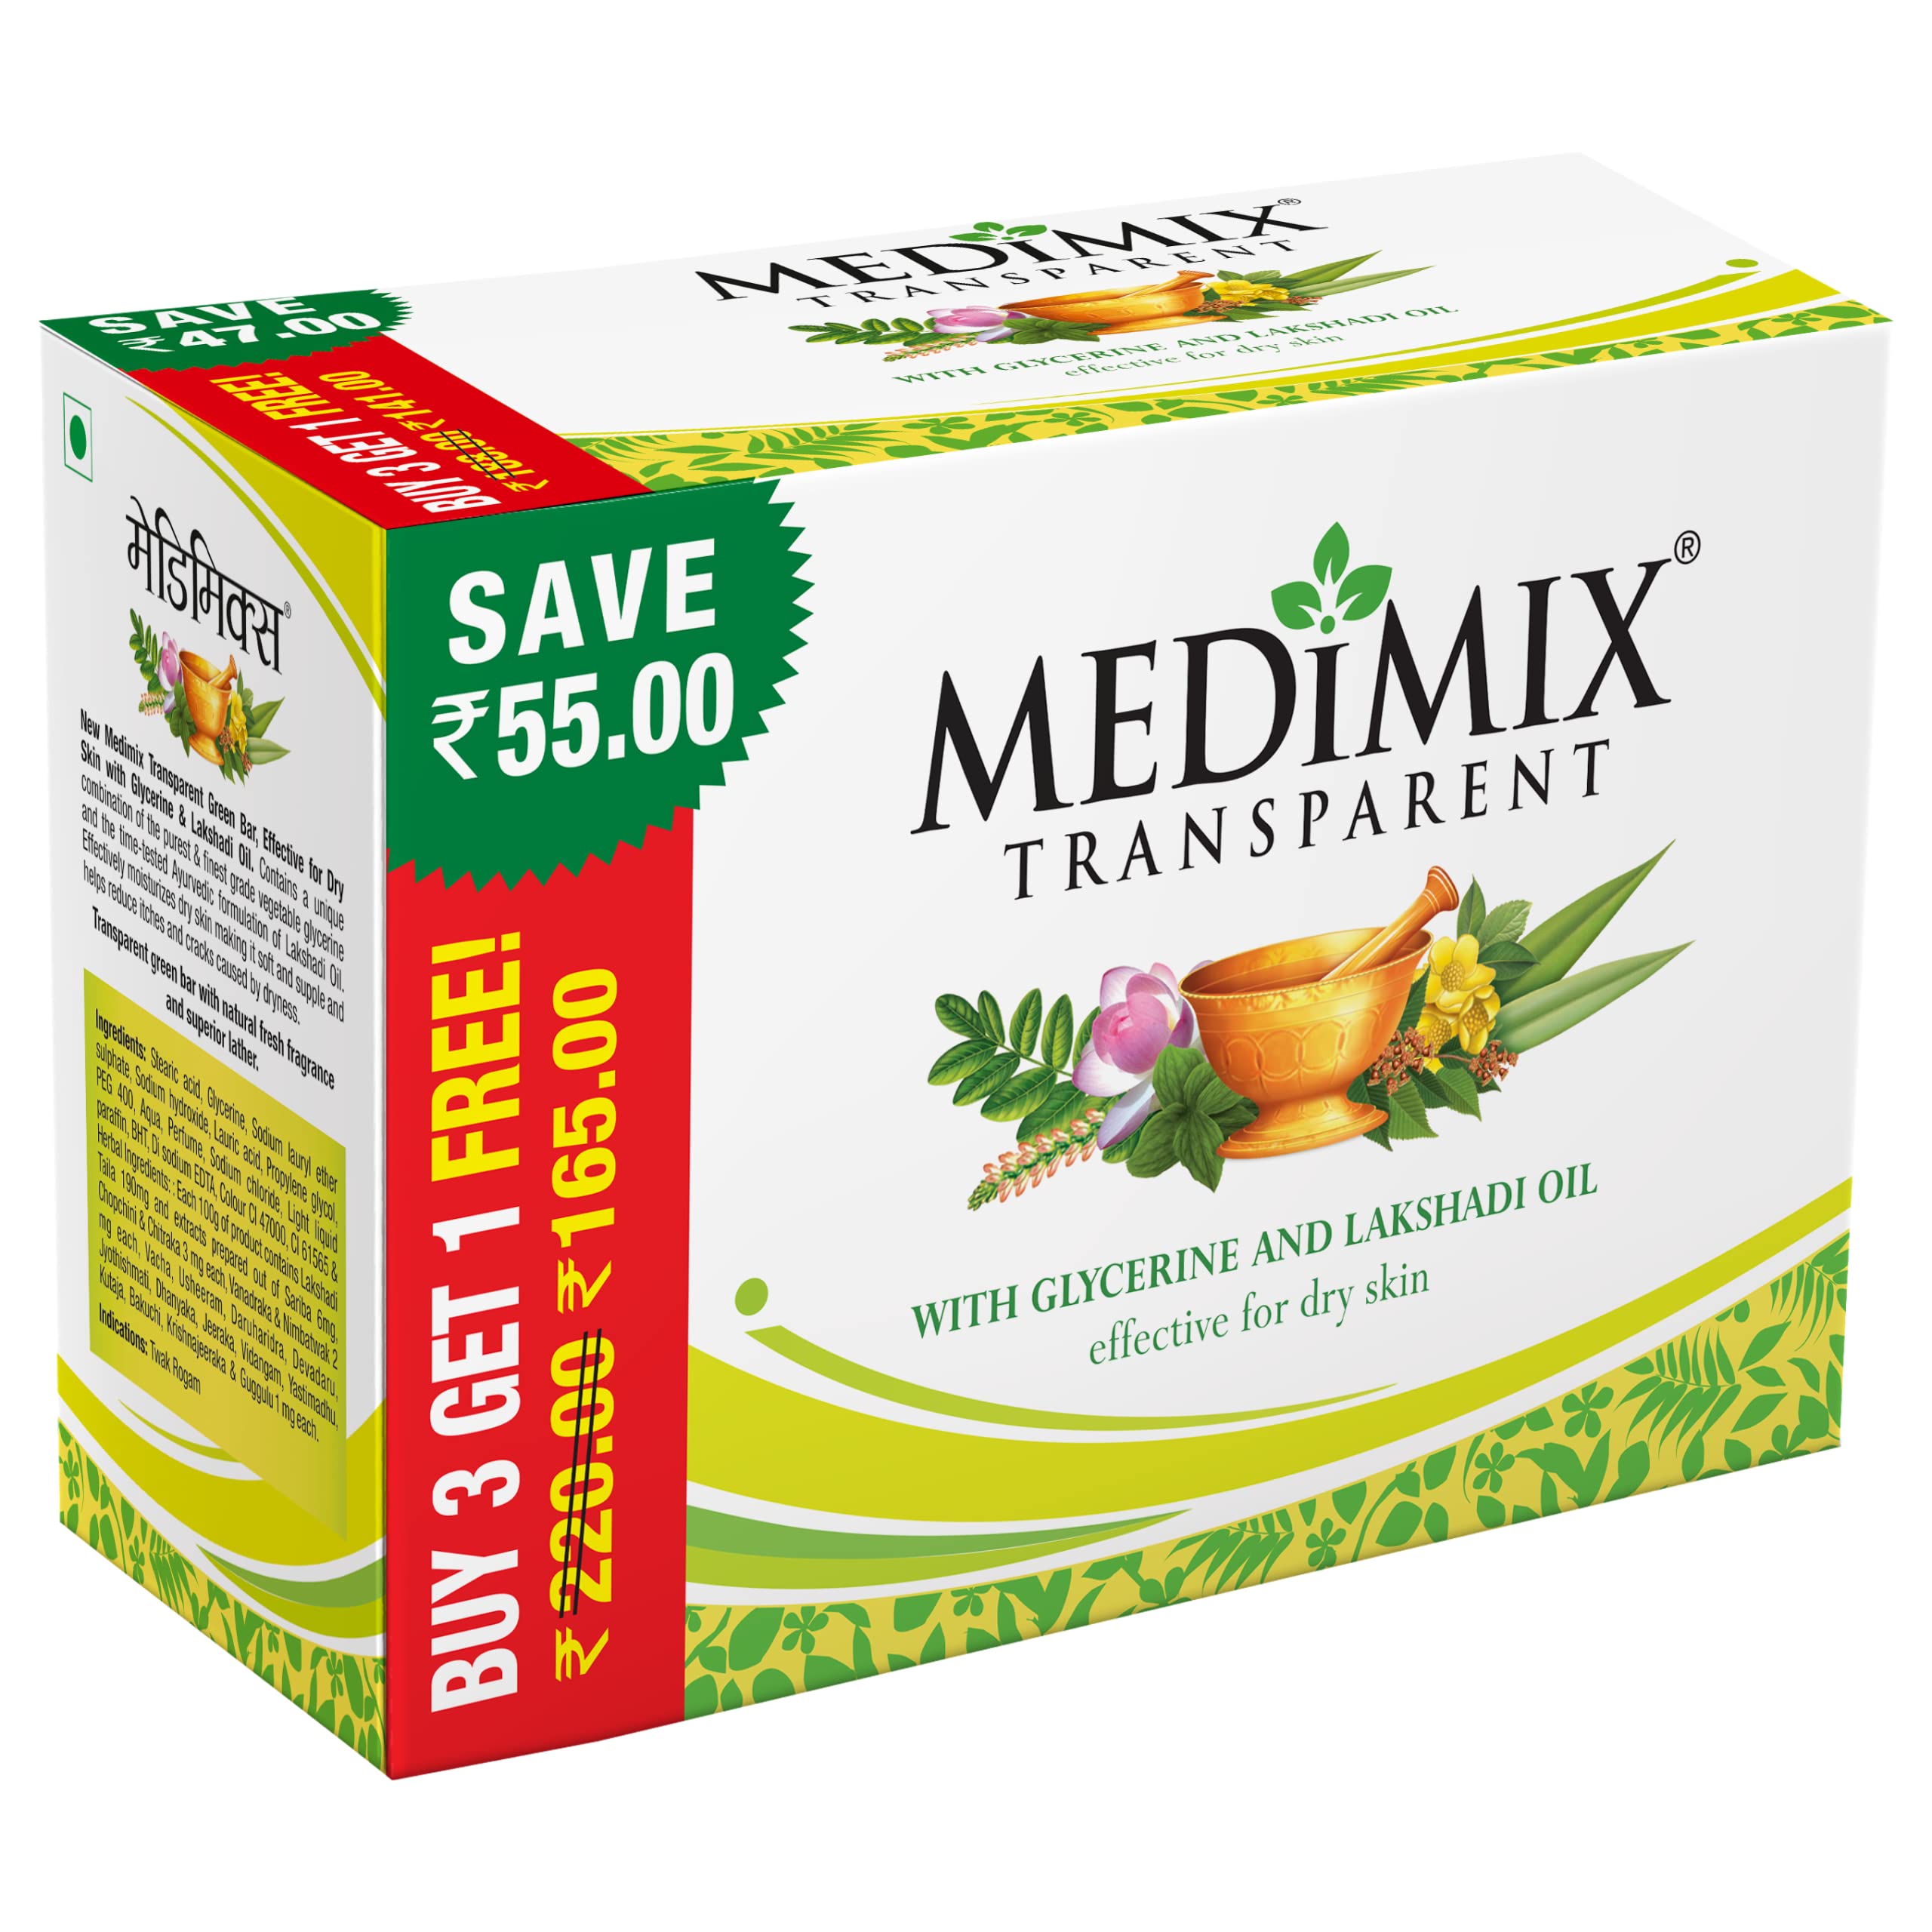 MEDIMIX®
TRANSPARENT
WITH GLYCERINE AND LAKSHADI OIL
effective for dry skin
SAVE
₹47.00
BUY 3 GET 1 FREE!
₹188.00 ₹141.00
SAVE
₹55.00
BUY 3 GET 1 FREE!
₹ 220.00 ₹165.00
MEDIMIX®
TRANSPARENT
WITH GLYCERINE AND LAKSHADI OIL
effective for dry skin
मेडिमिक्स®
New Medimix Transparent Green Bar, Effective for Dry
Skin with Glycerine & Lakshadi Oil. Contains a unique
combination of the purest & finest grade vegetable glycerine
and the time-tested Ayurvedic formulation of Lakshadi Oil.
Effectively moisturizes dry skin making it soft and supple and
helps reduce itches and cracks caused by dryness.
Transparent green bar with natural fresh fragrance
and superior lather.
Ingredients: Stearic acid, Glycerine, Sodium lauryl ether
sulphate, Sodium hydroxide, Lauric acid, Propylene glycol,
PEG 400, Aqua, Perfume, Sodium chloride, Light liquid
paraffin, BHT, Di sodium EDTA, Colour CI 47000, CI 61565 &
Herbal Ingredients: : Each 100g of product contains Lakshadi
Taila 190mg and extracts prepared out of Sariba 6mg,
Chopchini & Chitraka 3 mg each, Vanadraka & Nimbatwak 2
mg each, Vacha, Usheeram, Daruharidra, Devadaru,
Jyothishmati, Dhanyaka, Jeeraka, Vidangam, Yastimadhu,
Kutaja, Bakuchi, Krishnajeeraka & Guggulu 1 mg each.
Indications: Twak Rogam